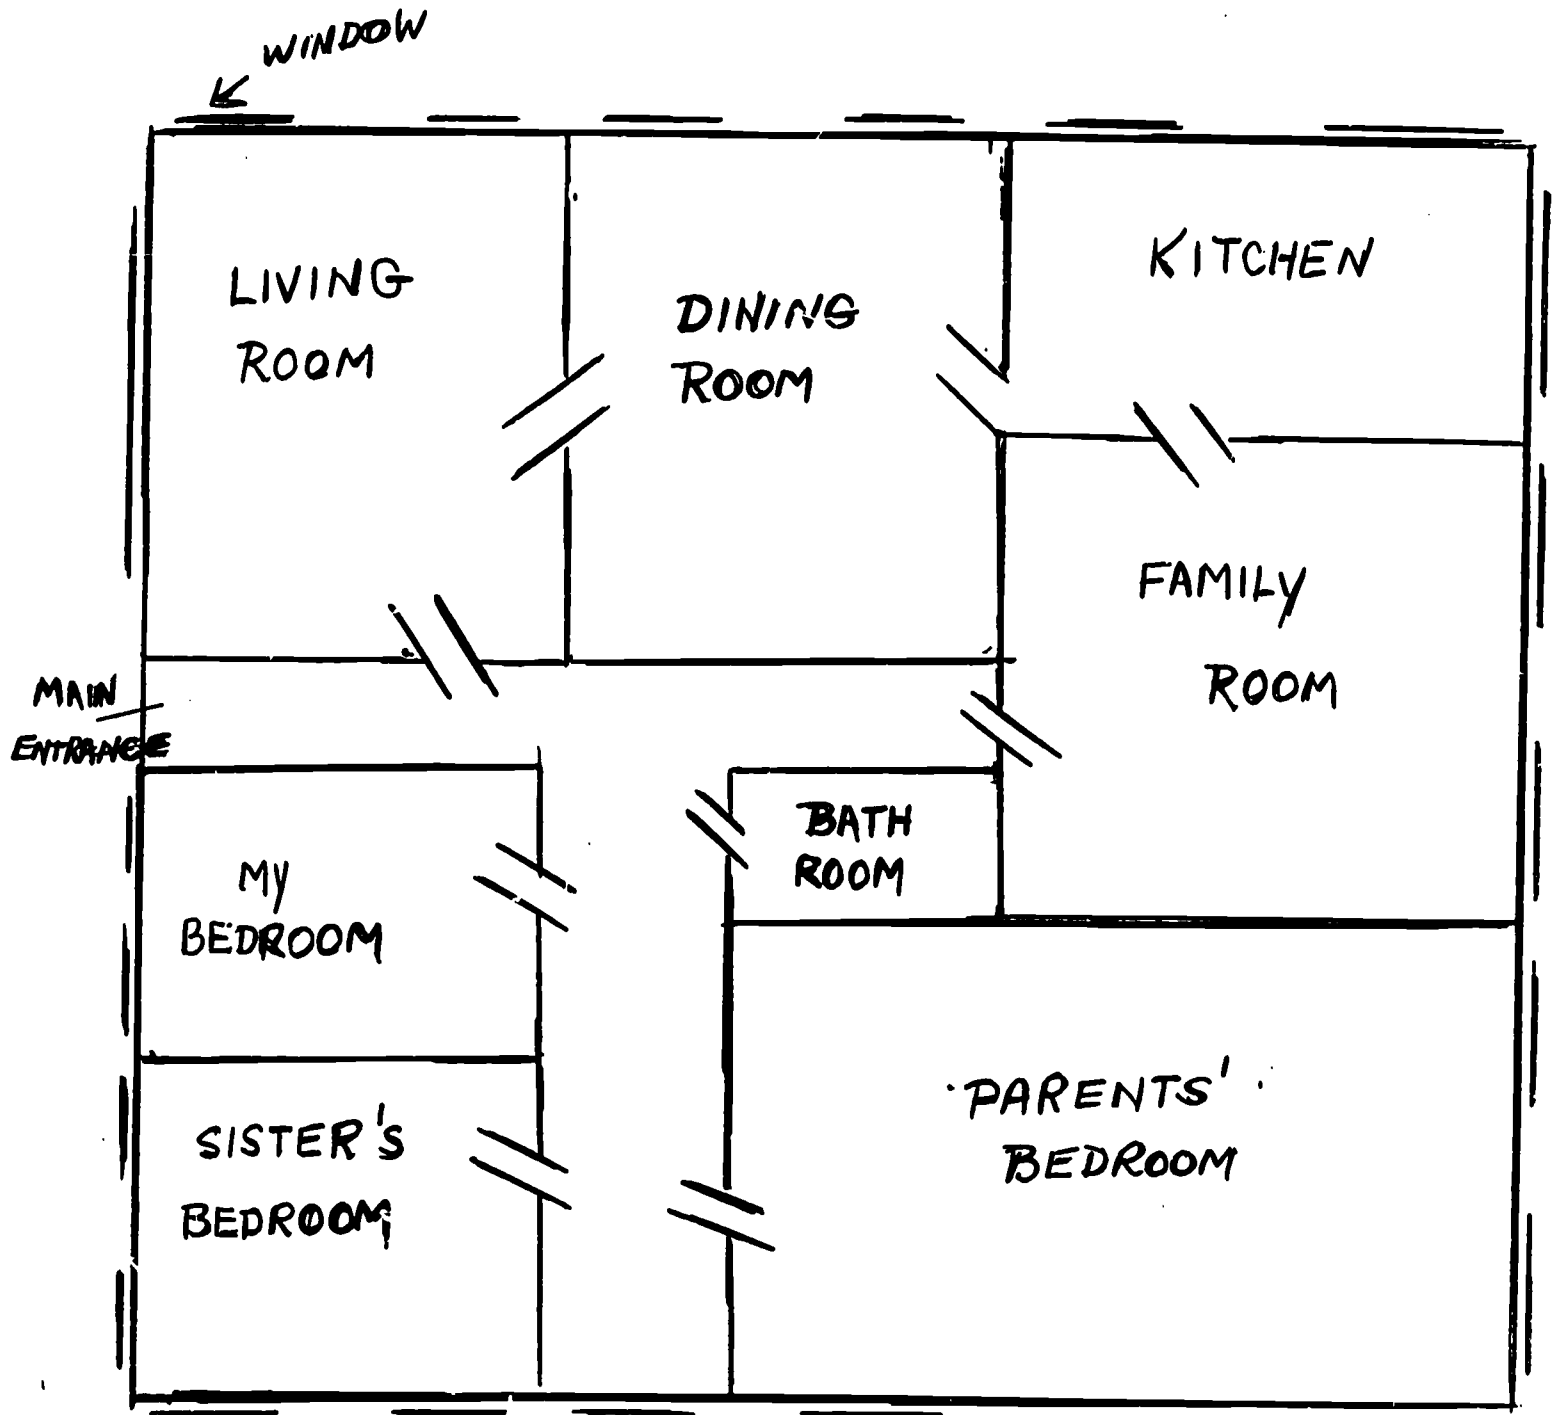 WINDOW
LIVING
ROOM
DINING
ROOM
KITCHEN
FAMILY
ROOM
MAIN
ENTRANCE
BATH
ROOM
MY
BEDROOM
SISTER'S
BEDROOM
PARENTS'
BEDROOM